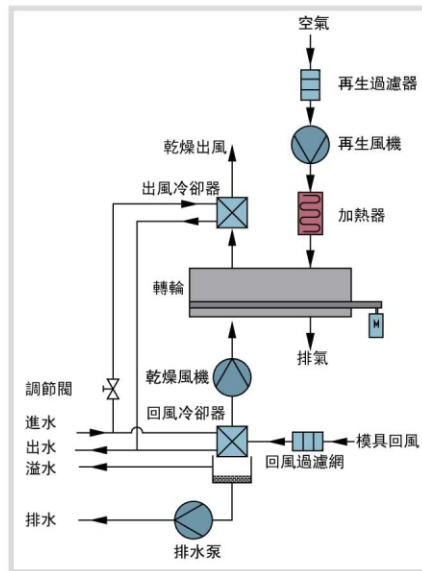 空氣
再生過濾器
再生風機
乾燥出風
出風冷卻器
加熱器
轉輪
M
排氣
乾燥風機
調節閥
回風冷卻器
進水
出水
模具回風
溢水
回風過濾網
排水
排水泵